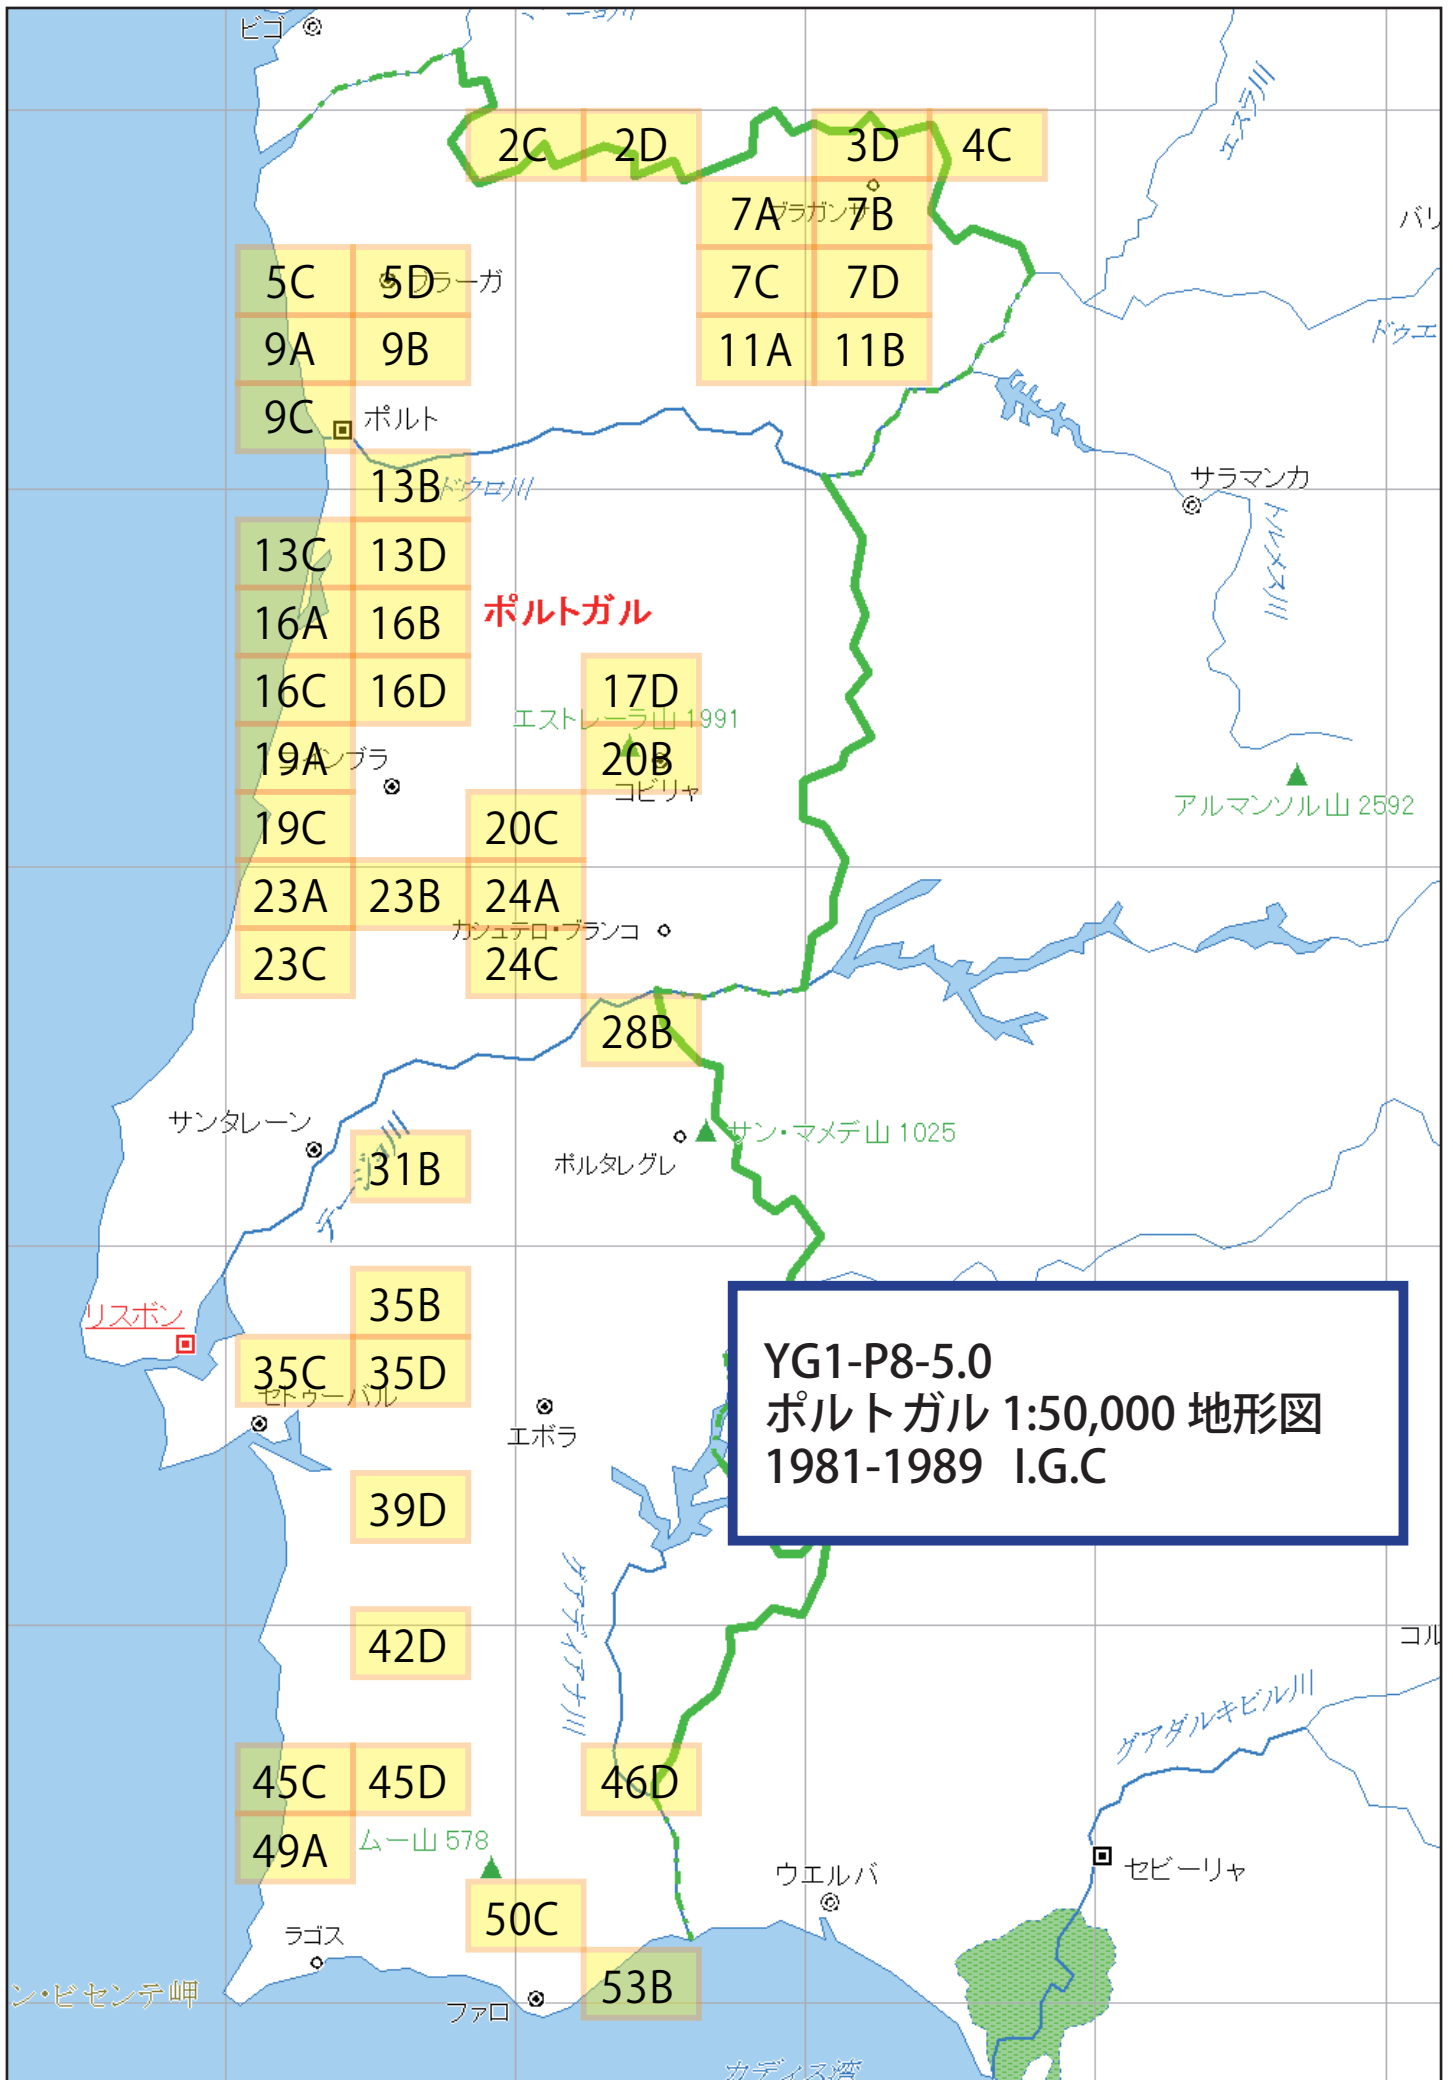 ビゴ
エスラ川
2C 2D 3D 4C
7A ブラガンサ 7B
バリ
5C 5D ブラーガ 7C 7D
ドウエ
9A 9B 11A 11B
9C ポルト
サラマンカ
13B ドウロ川
トルメス川
13C 13D
16A 16B ポルトガル
16C 16D 17D
エストレーラ山 1991
19A 20B
コビリャ
アルマンソル山 2592
19C 20C
23A 23B 24A
カシュテロ・ブランコ
23C 24C
28B
サンタレーン
サン・マメデ山 1025
31B ポルタレグレ
35B
リスボン
35C 35D
セトゥーバル
エボラ
YG1-P8-5.0
ポルトガル 1:50,000 地形図
1981-1989 I.G.C
39D
グアディアナ川
42D
コル
グアダルキビル川
45C 45D 46D
49A ムー山 578
ウエルバ
セビーリャ
50C
ラゴス
53B
ン・ビセンテ岬
ファロ
カディス湾